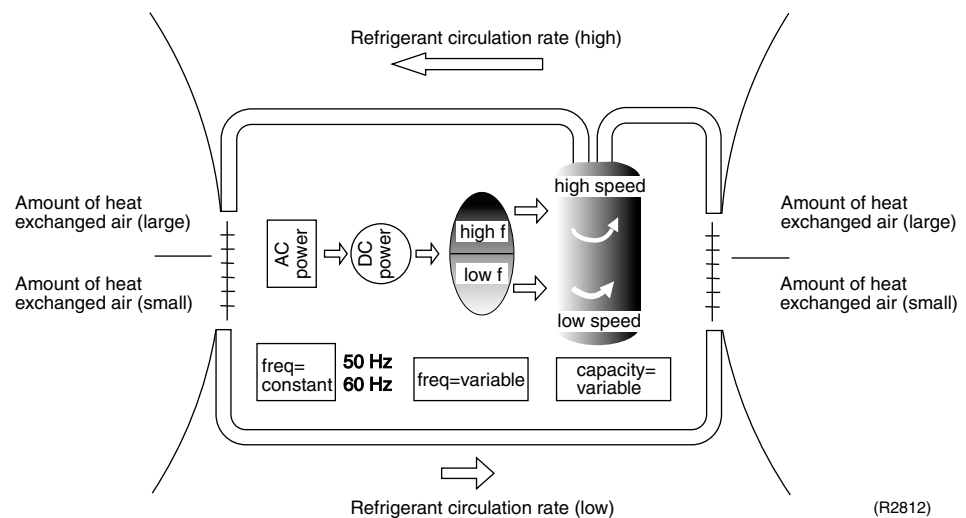 Refrigerant circulation rate (high)
Amount of heat
exchanged air (large)
Amount of heat
exchanged air (small)
AC
power
DC
power
high f
low f
high speed
low speed
Amount of heat
exchanged air (large)
Amount of heat
exchanged air (small)
freq=
constant
50 Hz
60 Hz
freq=variable
capacity=
variable
Refrigerant circulation rate (low)
(R2812)